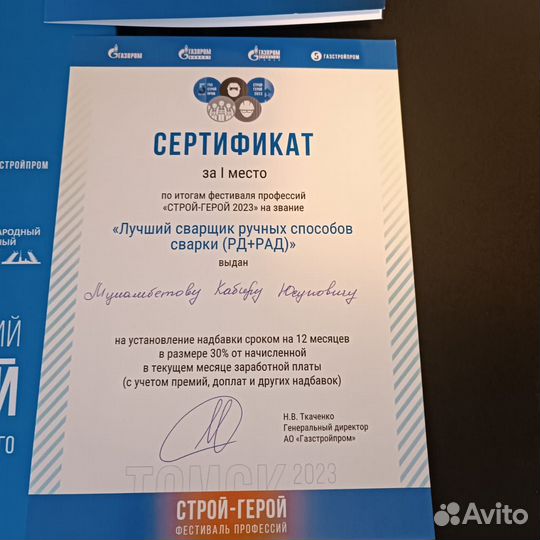 ГАЗПРОМ
ГАЗПРОМ
ГАЗПРОМ
ГАЗСТРОЙПРОМ
СЕРТИФИКАТ
за I место
по итогам фестиваля профессий
«СТРОЙ-ГЕРОЙ 2023» на звание
«Лучший сварщик ручных способов
сварки (РД+РАД)»
выдан
Юсуповичу
на установление надбавки сроком на 12 месяцев
в размере 30% от начисленной
в текущем месяце заработной платы
(с учетом премий, доплат и других надбавок)
Н.В. Ткаченко
Генеральный директор
АО «Газстройпром»
ТОМСК 2023
СТРОЙ-ГЕРОЙ
ФЕСТИВАЛЬ ПРОФЕССИЙ
СТРОЙПРОМ
Avito